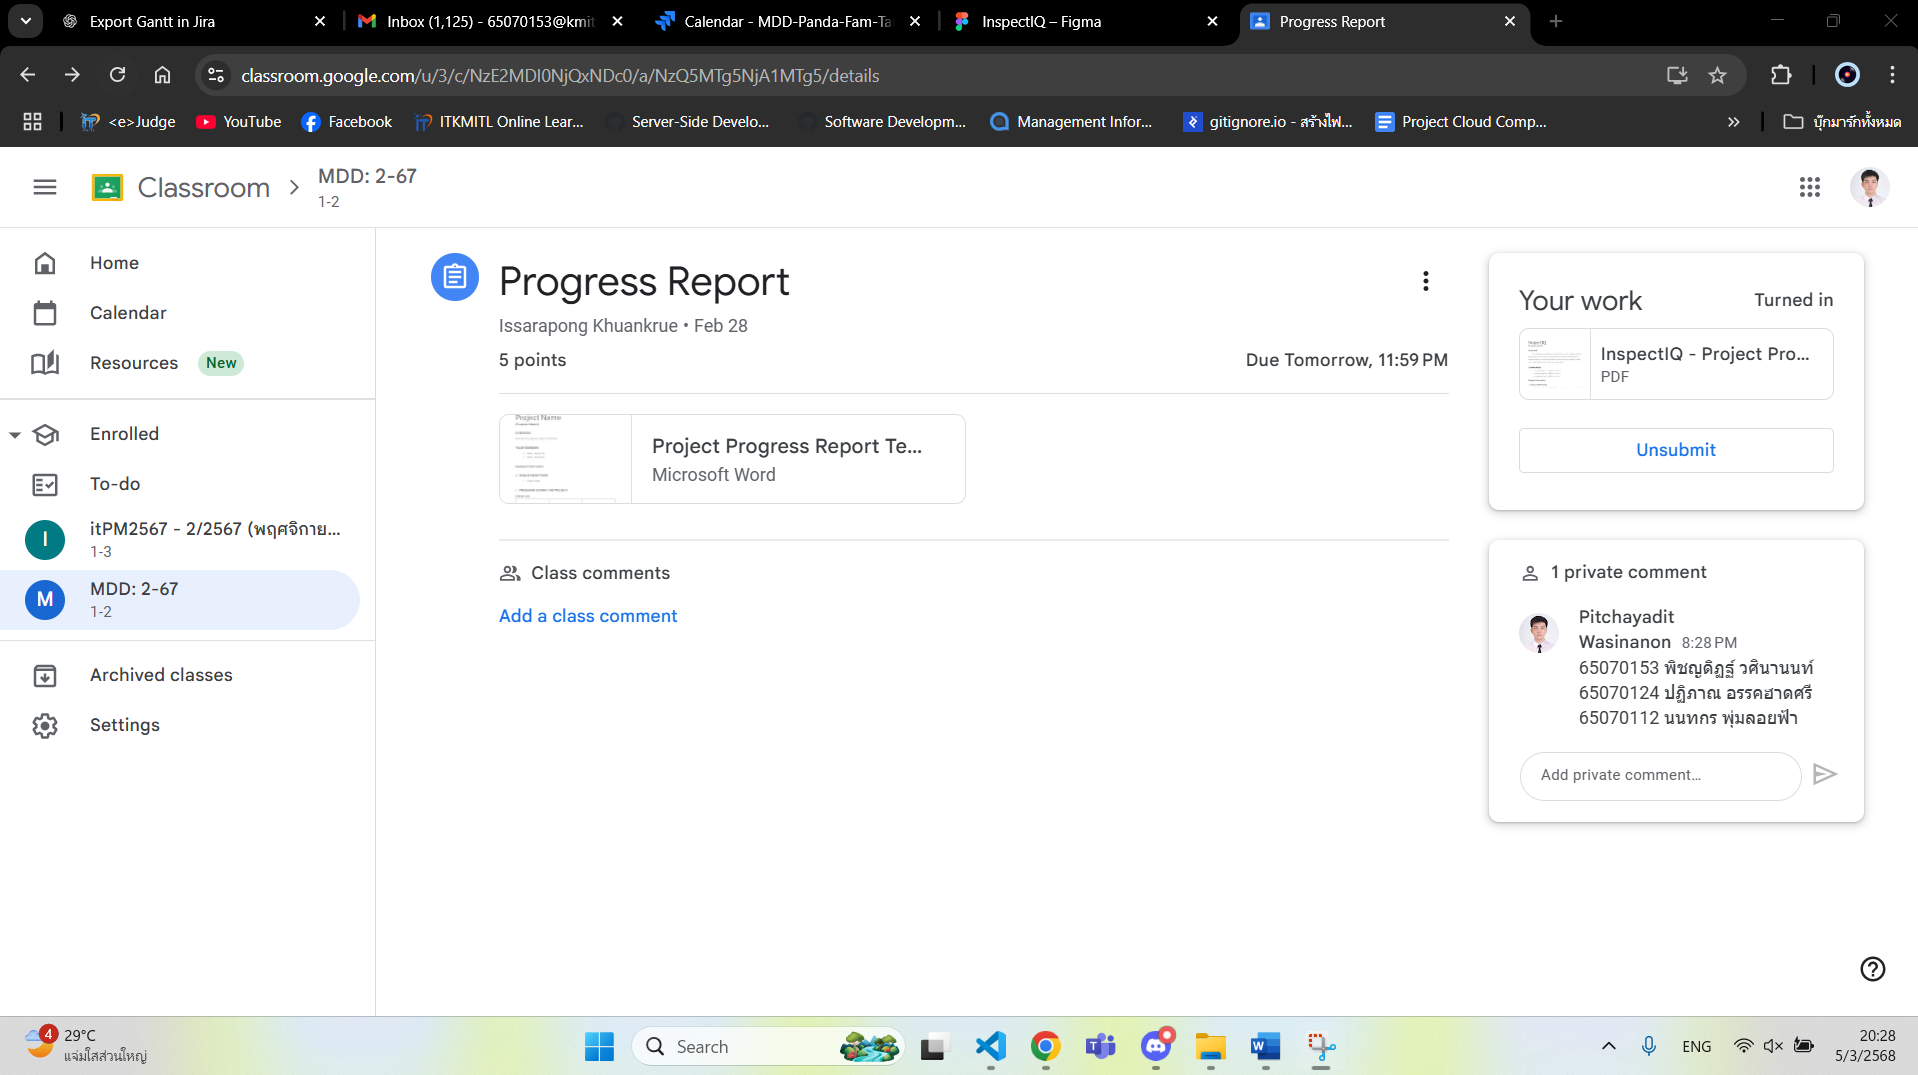 Export Gantt in Jira
Inbox (1,125) - 65070153@kmit
Calendar - MDD-Panda-Fam-Ta
InspectIQ – Figma
Progress Report
classroom.google.com/u/3/c/NzE2MDI0NjQxNDc0/a/NzQ5MTg5NjA1MTg5/details
<e>Judge
YouTube
Facebook
ITKMITL Online Lear...
Server-Side Develo...
Software Developm...
Management Infor...
gitignore.io - สร้างไฟ...
Project Cloud Comp...
บุ๊กมาร์กทั้งหมด
Classroom
MDD: 2-67
1-2
Home
Calendar
Resources New
Enrolled
To-do
I
itPM2567 - 2/2567 (พฤศจิกาย...
1-3
M
MDD: 2-67
1-2
Archived classes
Settings
Progress Report
Issarapong Khuankrue • Feb 28
5 points
Due Tomorrow, 11:59 PM
Project Name
Project Progress Report Te...
Microsoft Word
Class comments
Add a class comment
Your work
Turned in
InspectIQ - Project Pro...
PDF
Unsubmit
1 private comment
Pitchayadit
Wasinanon 8:28 PM
65070153 พิชญดิฏฐ์ วศินานนท์
65070124 ปฏิภาณ อรรคฮาดศรี
65070112 นนทกร พุ่มลอยฟ้า
Add private comment...
4
29°C
แจ่มใสส่วนใหญ่
Search
ENG
20:28
5/3/2568